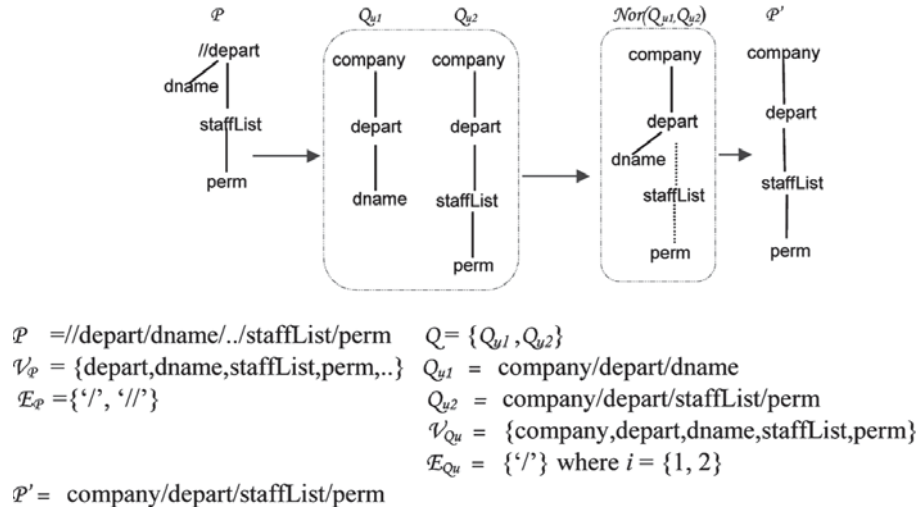 𝒫 Q_u1 Q_u2 Nor(Q_u1,Q_u2) 𝒫'
//depart company company company company
dname
depart depart depart depart
dname
staffList
dname staffList staffList staffList
perm
perm perm perm
𝒫 =//depart/dname/../staffList/perm Q= {Q_u1 ,Q_u2}
𝒱_𝒫 = {depart,dname,staffList,perm,..} Q_u1 = company/depart/dname
ℰ_𝒫 ={‘/’, ‘//’}
Q_u2 = company/depart/staffList/perm
𝒱_Qu = {company,depart,dname,staffList,perm}
ℰ_Qu = {‘/’} where i = {1, 2}
𝒫' = company/depart/staffList/perm